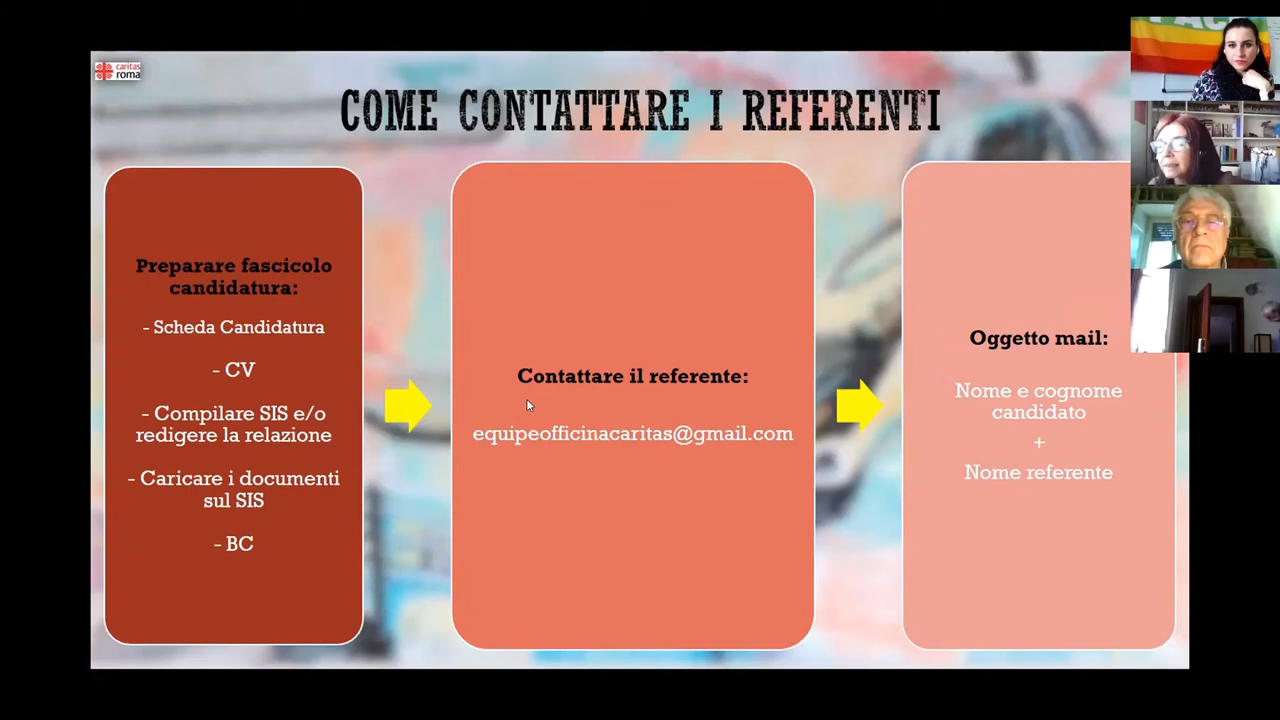 caritas
roma
COME CONTATTARE I REFERENTI
Preparare fascicolo
candidatura:
- Scheda Candidatura
- CV
- Compilare SIS e/o
redigere la relazione
- Caricare i documenti
sul SIS
- BC
Contattare il referente:
equipeofficinacaritas@gmail.com
Oggetto mail:
Nome e cognome
candidato
+
Nome referente